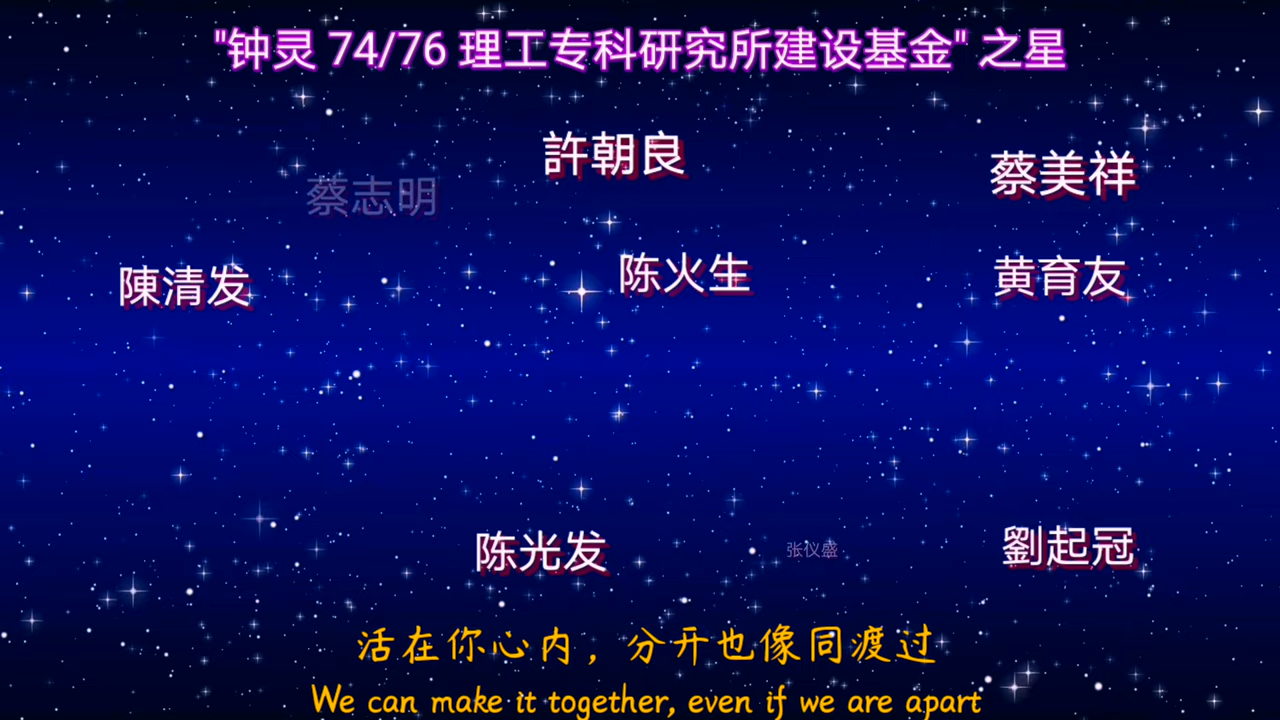 "钟灵 74/76 理工专科研究所建设基金" 之星
許朝良
蔡美祥
蔡志明
陳清发
陈火生
黄育友
陈光发
张仪盛
劉起冠
活在你心内，分开也像同渡过
We can make it together, even if we are apart